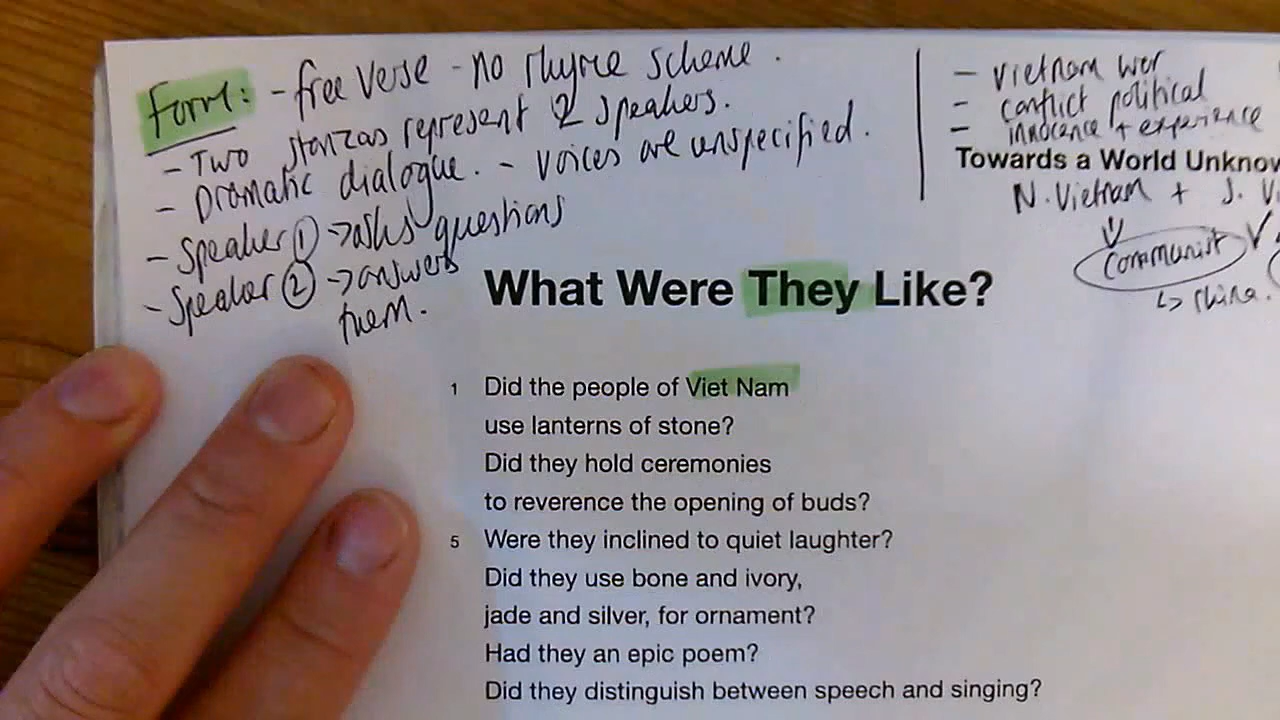 Form: - free verse - no rhyme scheme.
- Two stanzas represent 2 speakers.
- Dramatic dialogue. - voices are unspecified.
- Speaker 1 -> asks questions
- Speaker 2 -> answers
them.
- Vietnam war
- conflict political
- innocence + experience
Towards a World Unknow
N. Vietnam + S. Vi
Communist
↳ China.
What Were They Like?
1 Did the people of Viet Nam
use lanterns of stone?
Did they hold ceremonies
to reverence the opening of buds?
5 Were they inclined to quiet laughter?
Did they use bone and ivory,
jade and silver, for ornament?
Had they an epic poem?
Did they distinguish between speech and singing?